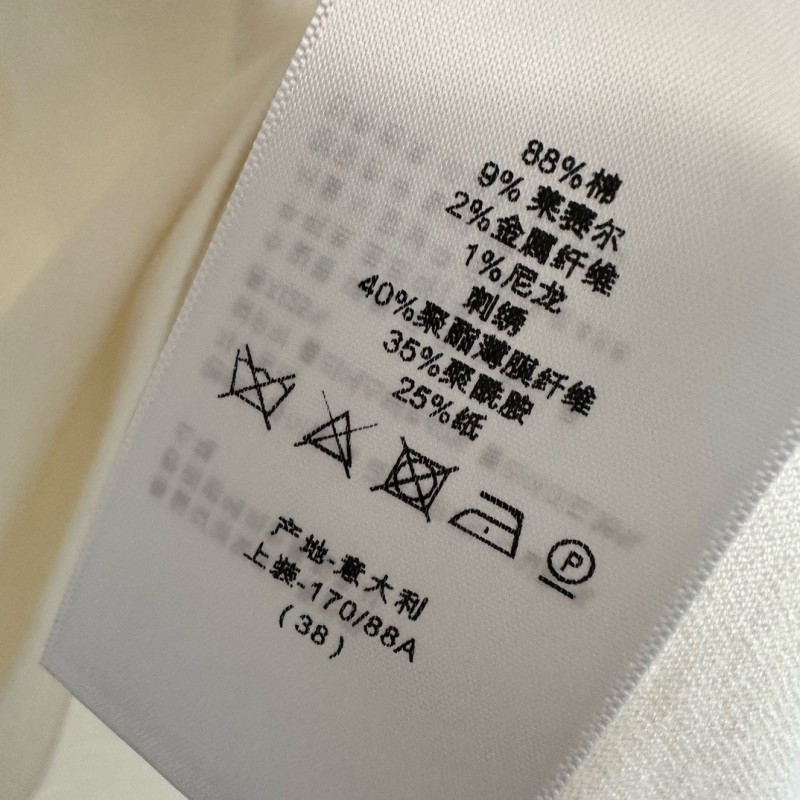 88%棉
9% 莱赛尔
2%金属纤维
1%尼龙
刺绣
40%聚酯薄膜纤维
35%聚酰胺
25%纸
P
产地-意大利
上装-170/88A
(38)